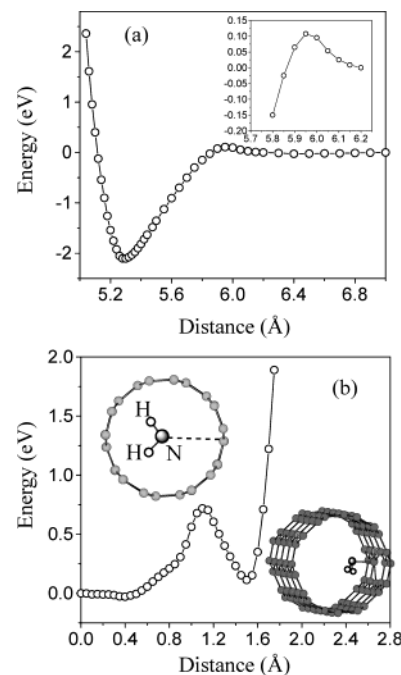 (a)
Energy (eV)
2
0
-2
5.2 5.6 6.0 6.4 6.8
Distance (Å)
0.15
0.10
0.05
0.00
-0.05
-0.10
-0.15
-0.20
5.7 5.8 5.9 6.0 6.1 6.2
(b)
Energy (eV)
2.0
1.5
1.0
0.5
0.0
H
H
N
0.0 0.4 0.8 1.2 1.6 2.0 2.4 2.8
Distance (Å)